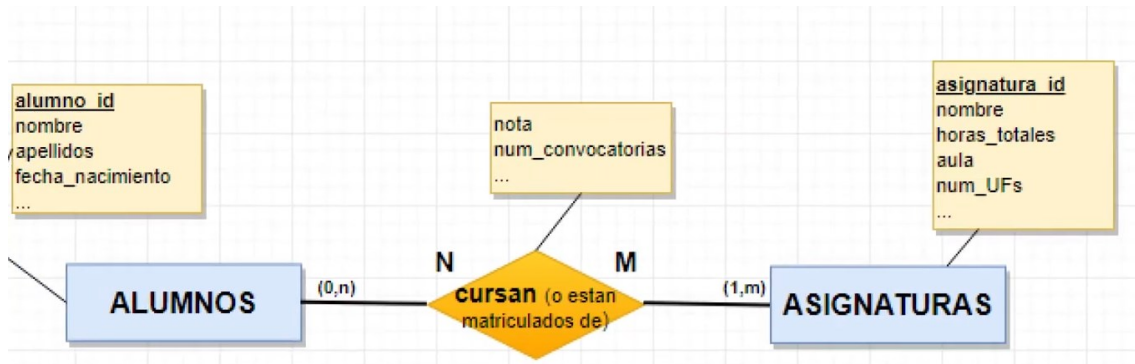 alumno_id
nombre
apellidos
fecha_nacimiento
...
nota
num_convocatorias
...
asignatura_id
nombre
horas_totales
aula
num_UFs
...
ALUMNOS
(0,n)
N
cursan (o estan
matriculados de)
M
(1,m)
ASIGNATURAS